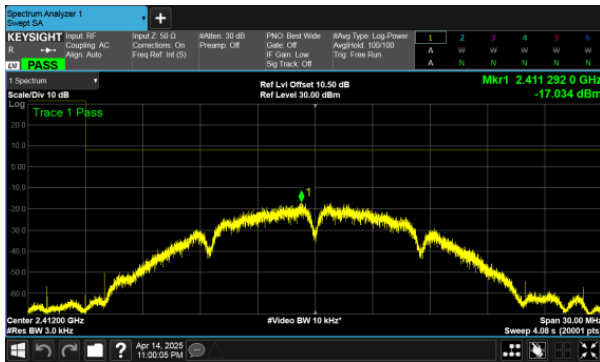 Spectrum Analyzer 1
Swept SA
+
KEYSIGHT
R
LXI
PASS
Input: RF
Coupling: AC
Align: Auto
Input Z: 50 Ω
Corrections: On
Freq Ref: Int (S)
#Atten: 30 dB
Preamp: Off
PNO: Best Wide
Gate: Off
IF Gain: Low
Sig Track: Off
#Avg Type: Log-Power
Avg|Hold: 100/100
Trig: Free Run
1 2 3 4 5 6
A W W W W W
A N N N N N
1 Spectrum
Scale/Div 10 dB
Ref Lvl Offset 10.50 dB
Ref Level 30.00 dBm
Mkr1 2.411 292 0 GHz
-17.034 dBm
Log
Trace 1 Pass
20.0
10.0
0.00
-10.0
-20.0
-30.0
-40.0
-50.0
-60.0
1
Center 2.41200 GHz
#Res BW 3.0 kHz
#Video BW 10 kHz*
Span 30.00 MHz
Sweep 4.08 s (20001 pts)
?
Apr 14, 2025
11:00:05 PM